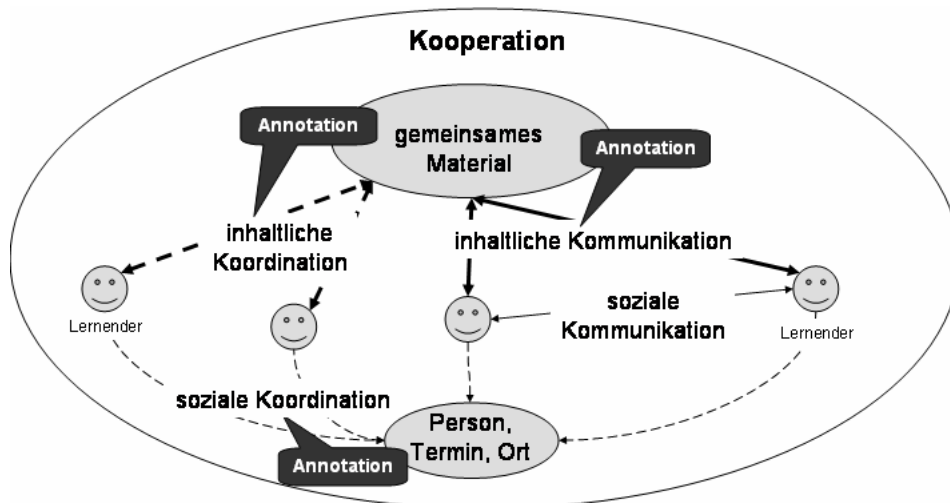 Kooperation
Annotation
gemeinsames
Material
Annotation
inhaltliche
Koordination
inhaltliche Kommunikation
Lernender
soziale
Kommunikation
Lernender
soziale Koordination
Person,
Termin, Ort
Annotation